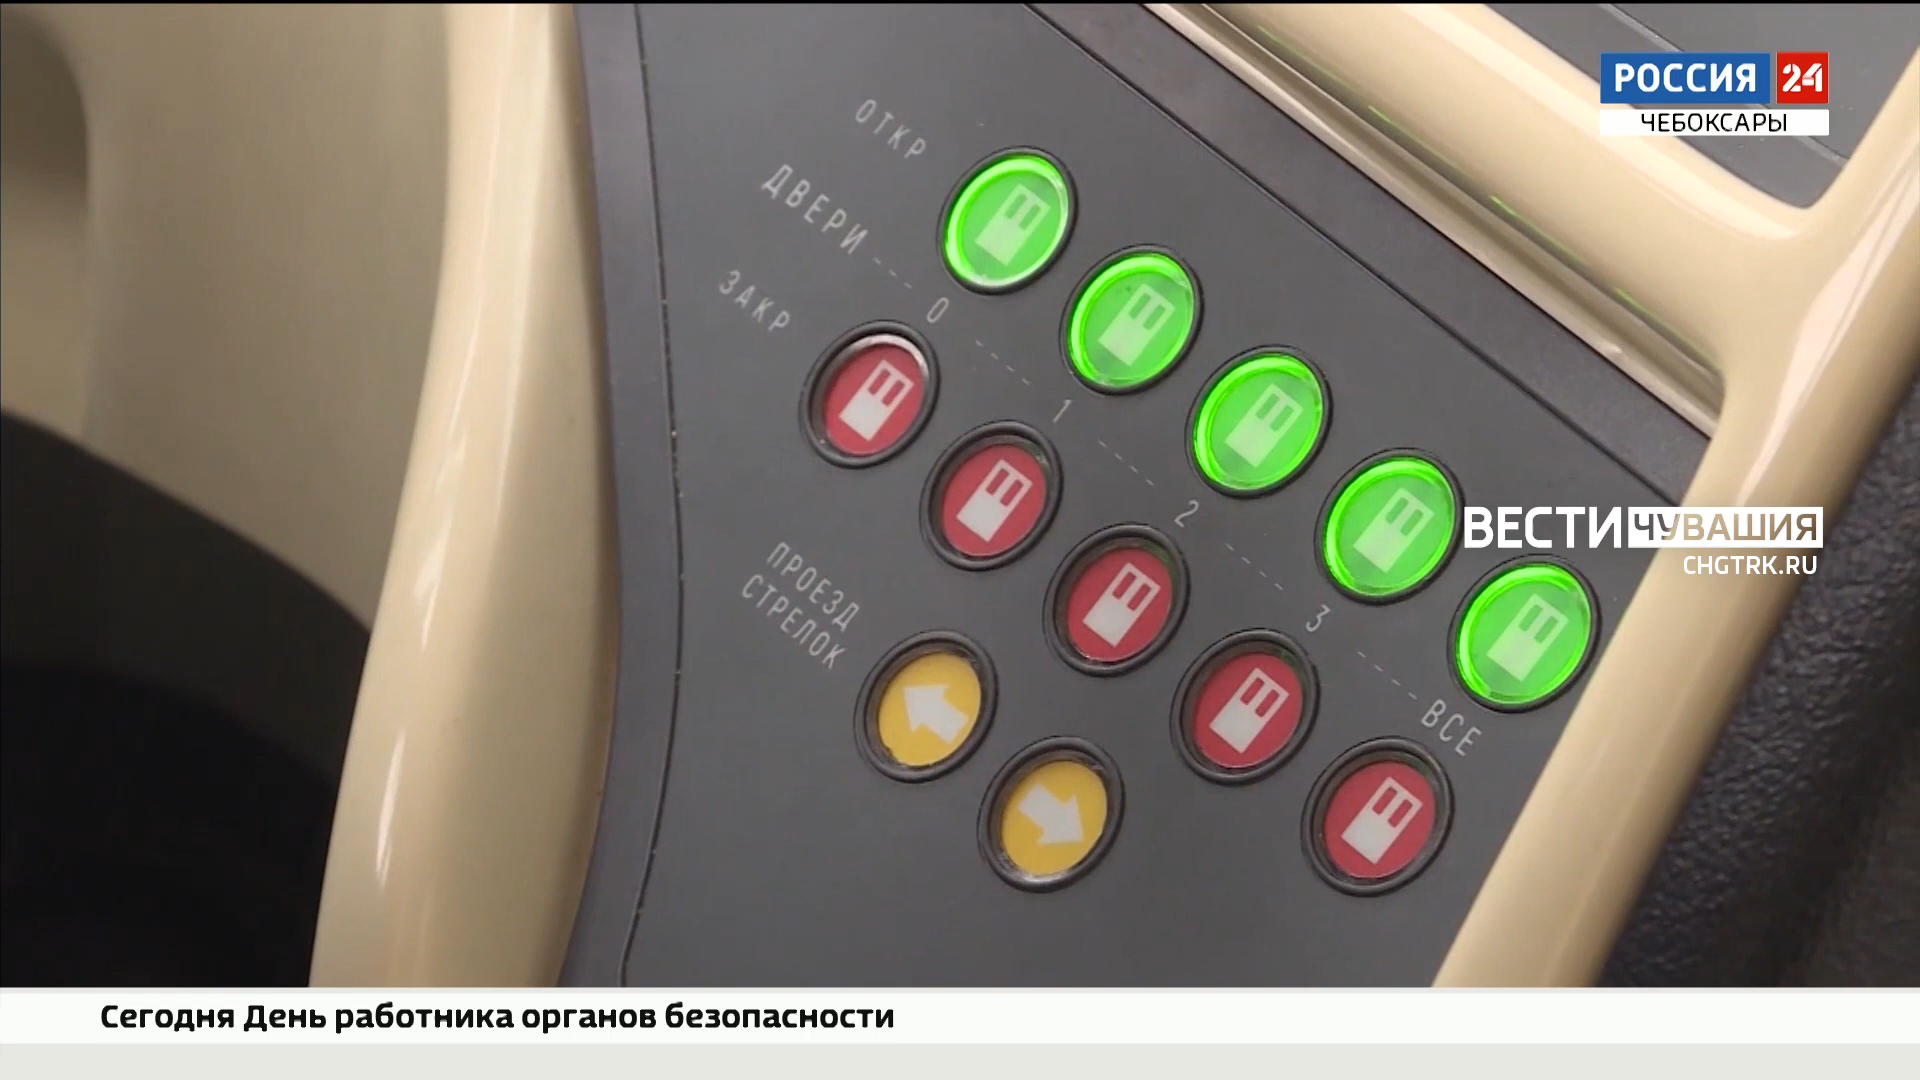 РОССИЯ 24
ЧЕБОКСАРЫ
ОТКР
ДВЕРИ
ЗАКР
0
1
2
3
ВСЕ
ПРОЕЗД
СТРЕЛОК
ВЕСТИ ЧУВАШИЯ
CHGTRK.RU
Сегодня День работника органов безопасности